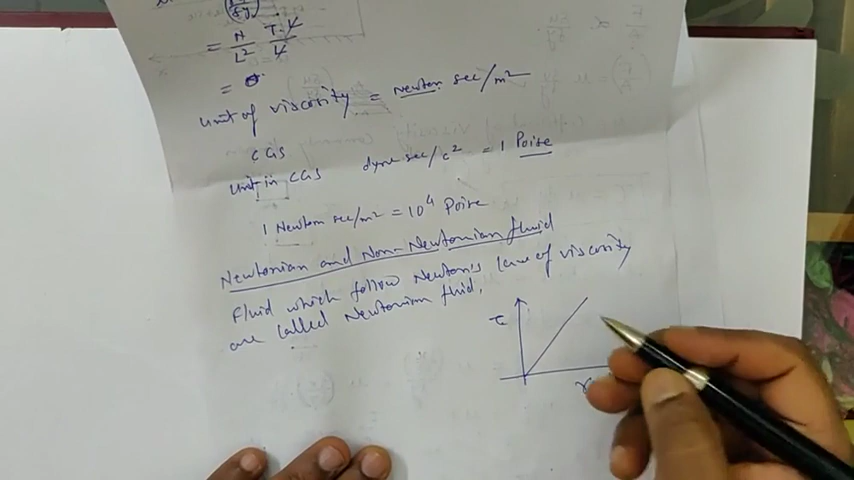 = N/L² T·L/L
=
unit of viscosity = newton sec/m²
CGS
Unit in CGS dyne sec/c² = 1 Poise
1 Newton sec/m² = 10⁴ Poise
Newtonian and Non-Newtonian fluid
Fluid which follow Newton's law of viscosity
are called Newtonian fluid.
τ